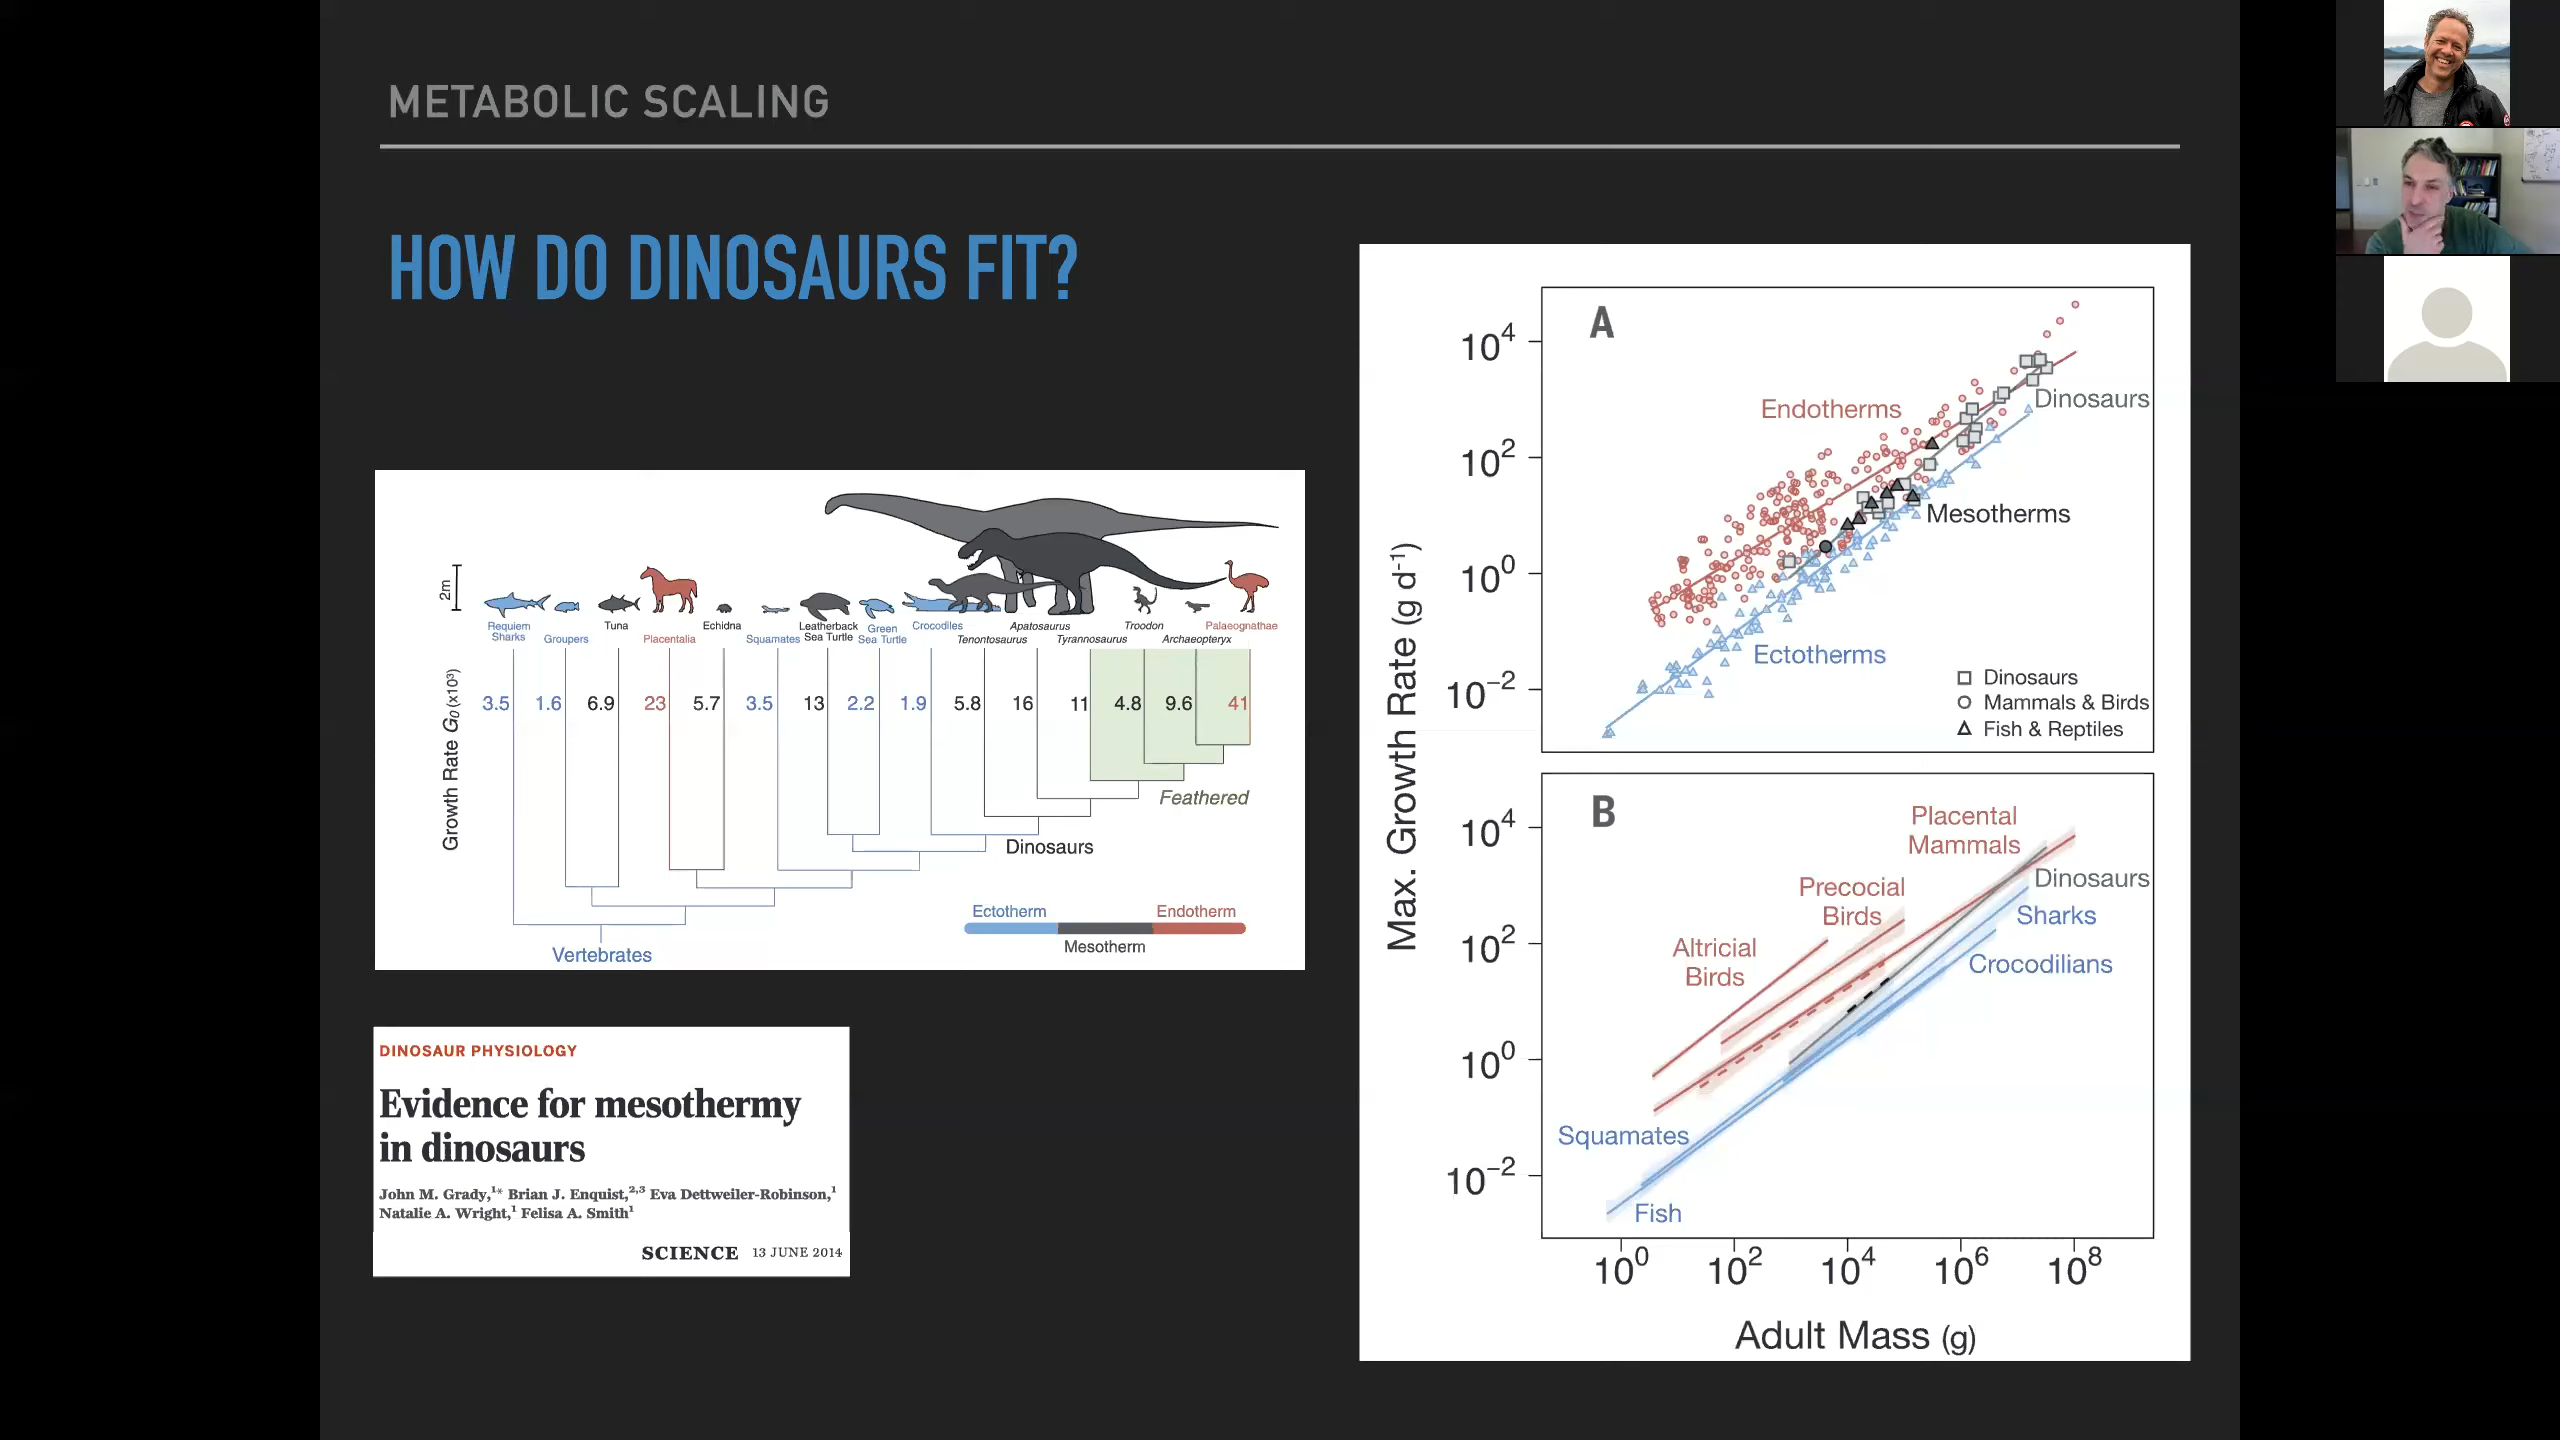 METABOLIC SCALING
HOW DO DINOSAURS FIT?
2m
Requiem
Sharks
Groupers
Tuna
Placentalia
Echidna
Squamates
Leatherback
Sea Turtle
Green
Sea Turtle
Crocodiles
Tenontosaurus
Apatosaurus
Tyrannosaurus
Troodon
Archaeopteryx
Palaeognathae
Growth Rate G₀ (x10³)
3.5 1.6 6.9 23 5.7 3.5 13 2.2 1.9 5.8 16 11 4.8 9.6 41
Feathered
Dinosaurs
Ectotherm Endotherm
Mesotherm
Vertebrates
DINOSAUR PHYSIOLOGY
Evidence for mesothermy
in dinosaurs
John M. Grady,¹* Brian J. Enquist,²,³ Eva Dettweiler-Robinson,¹
Natalie A. Wright,¹ Felisa A. Smith¹
SCIENCE 13 JUNE 2014
Max. Growth Rate (g d⁻¹)
A
10⁴
10²
10⁰
10⁻²
Endotherms
Dinosaurs
Mesotherms
Ectotherms
Dinosaurs
Mammals & Birds
Fish & Reptiles
B
10⁴
10²
10⁰
10⁻²
Placental
Mammals
Dinosaurs
Precocial
Birds
Sharks
Altricial
Birds
Crocodilians
Squamates
Fish
10⁰ 10² 10⁴ 10⁶ 10⁸
Adult Mass (g)